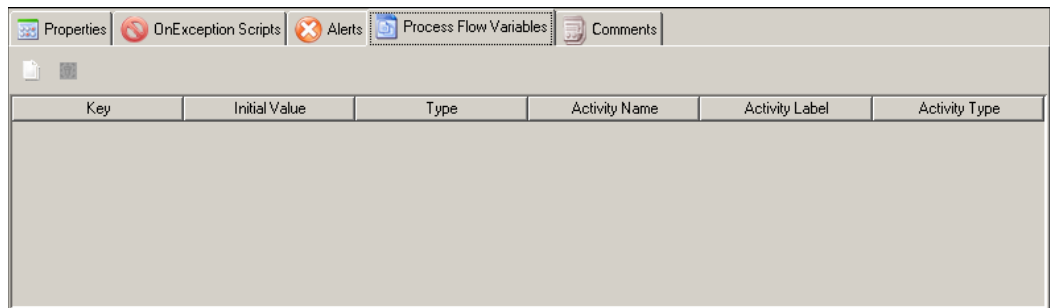 Properties OnException Scripts Alerts Process Flow Variables Comments
Key Initial Value Type Activity Name Activity Label Activity Type